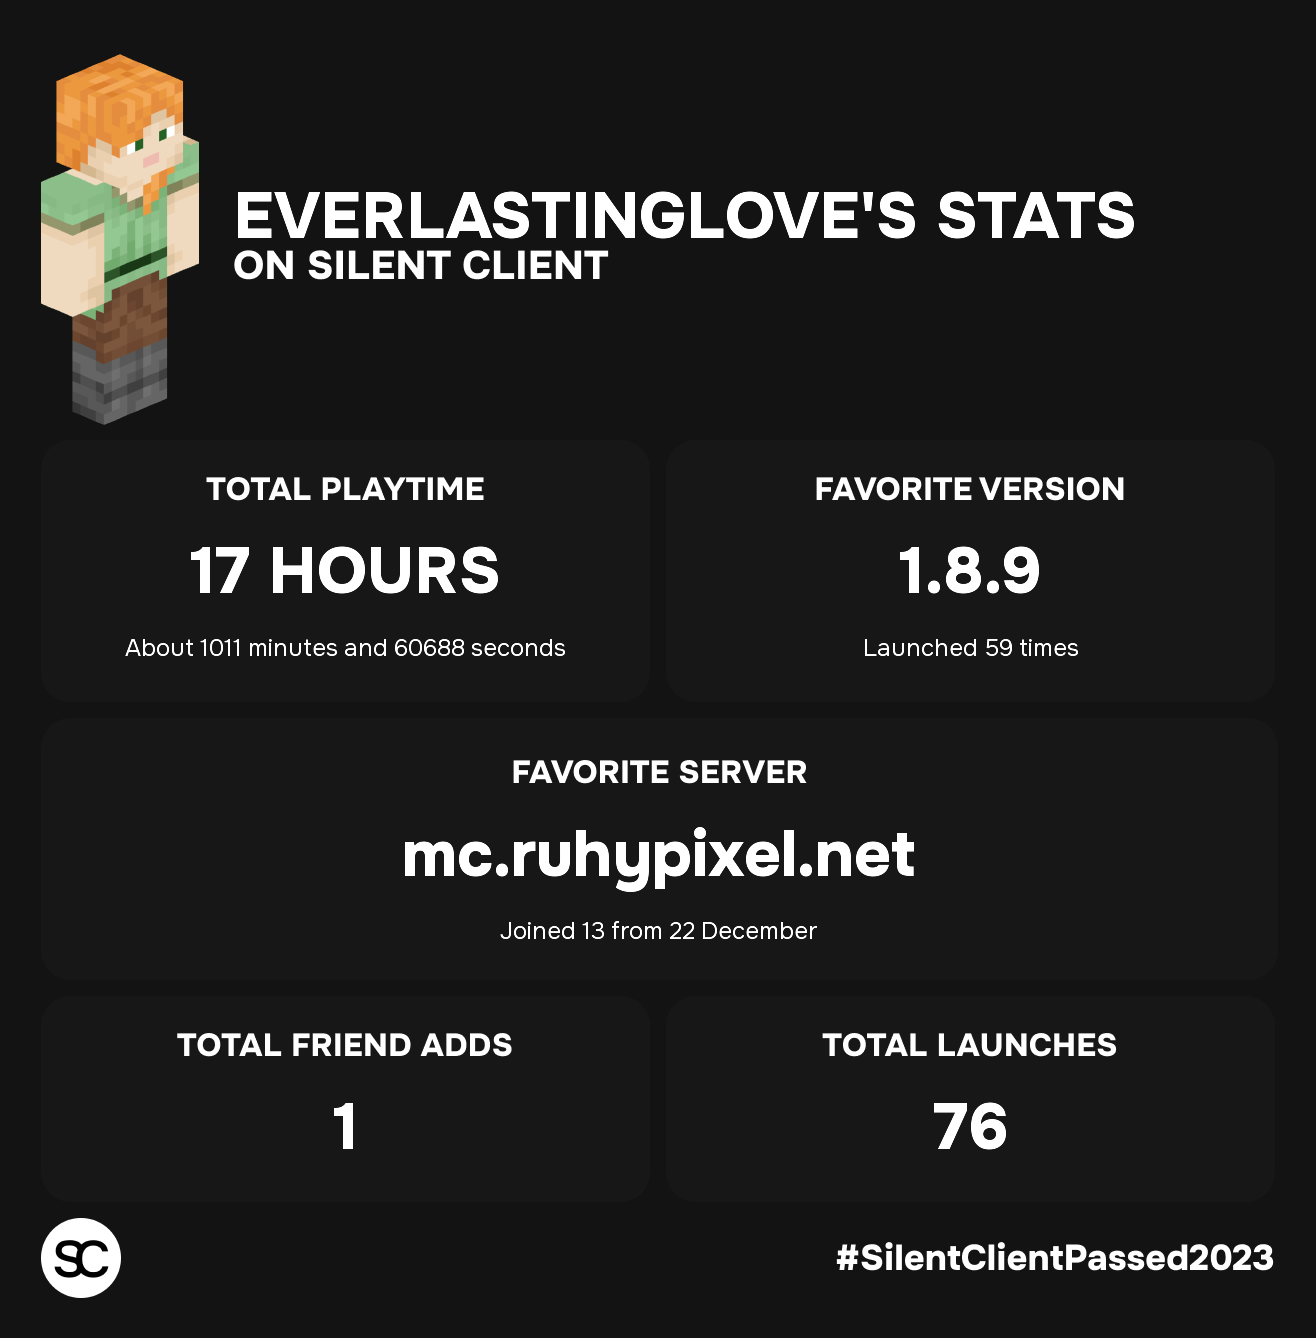 EVERLASTINGLOVE'S STATS
ON SILENT CLIENT
TOTAL PLAYTIME
17 HOURS
About 1011 minutes and 60688 seconds
FAVORITE VERSION
1.8.9
Launched 59 times
FAVORITE SERVER
mc.ruhypixel.net
Joined 13 from 22 December
TOTAL FRIEND ADDS
1
TOTAL LAUNCHES
76
SC
#SilentClientPassed2023